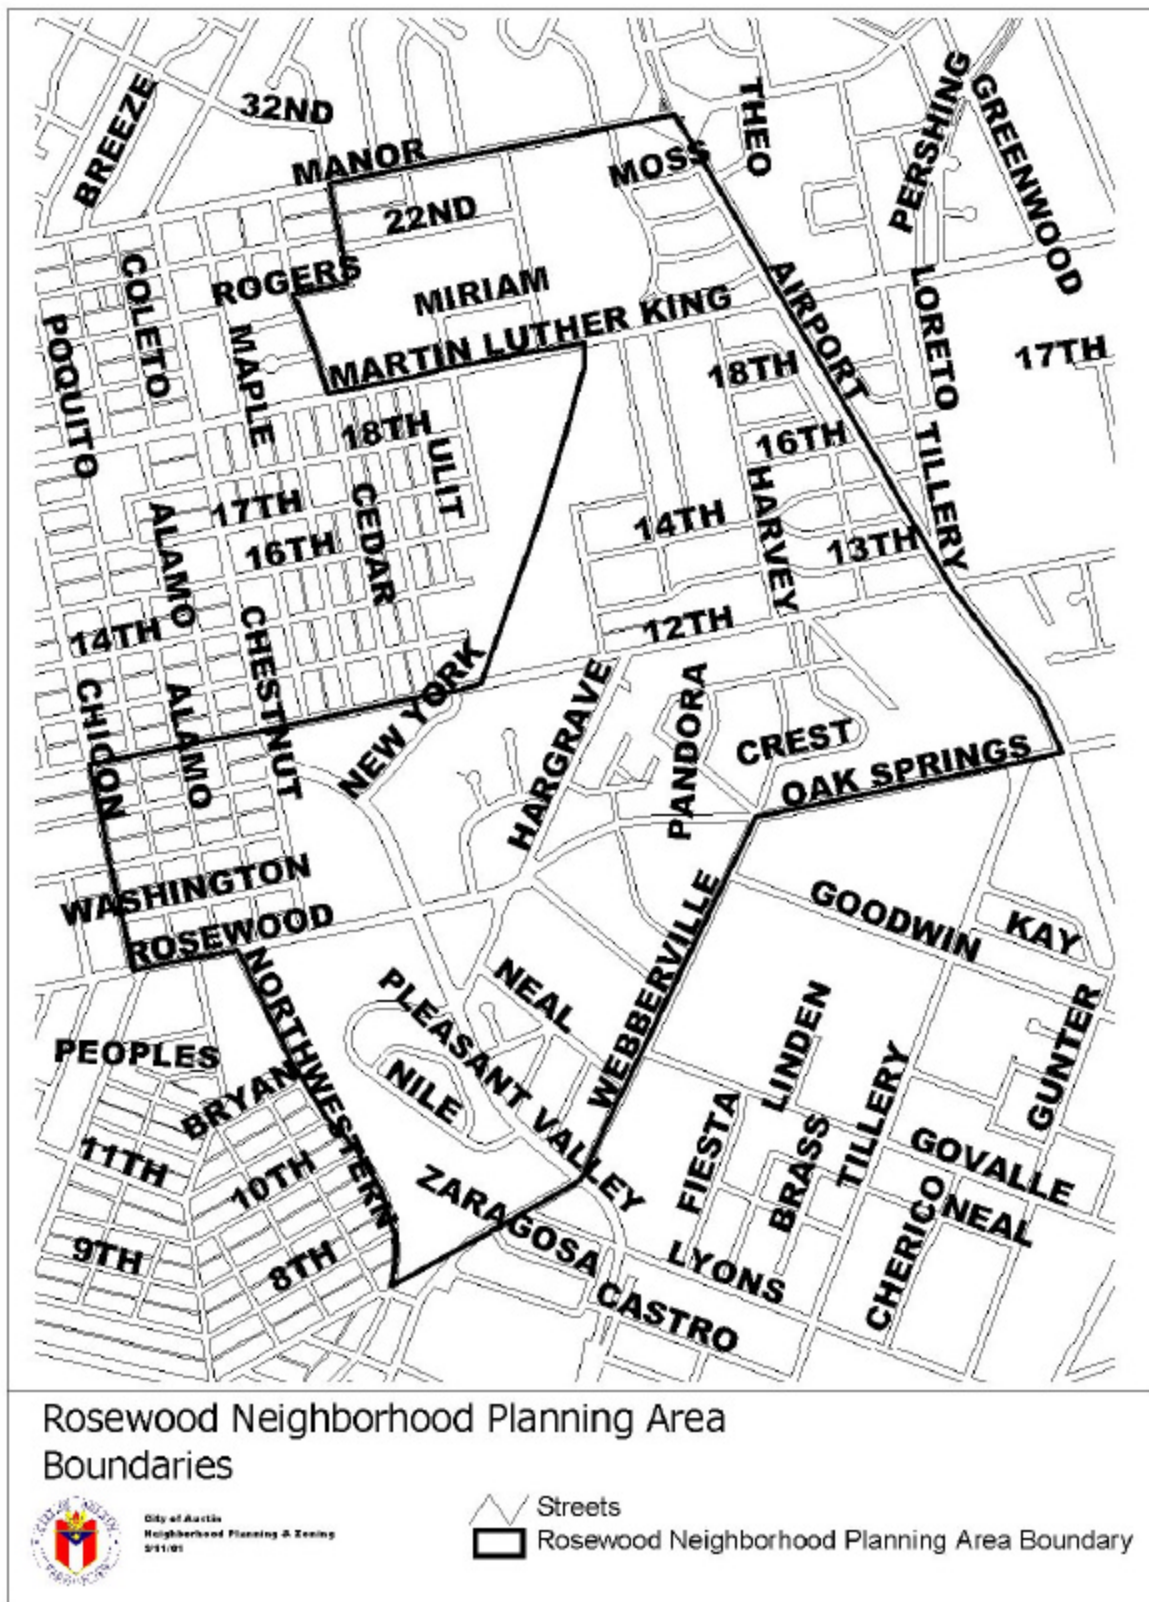 BREEZE
32ND
THEO
PERSHING
GREENWOOD
MANOR
MOSS
22ND
COLETO
ROGERS
MIRIAM
AIRPORT
LORETO
POQUITO
MAPLE
MARTIN LUTHER KING
17TH
18TH
18TH
ULIT
16TH
TILLERY
17TH
CEDAR
HARVEY
14TH
13TH
ALAMO
16TH
14TH
CHESTNUT
12TH
CHICON
ALAMO
NEW YORK
HARGRAVE
PANDORA
CREST
OAK SPRINGS
WASHINGTON
ROSEWOOD
WEBBERVILLE
GOODWIN
KAY
NORTHWESTERN
PLEASANT VALLEY
NEAL
LINDEN
GUNTER
PEOPLES
BRYAN
NILE
FIESTA
BRASS
TILLERY
11TH
10TH
ZARAGOSA
GOVALLE
CHERICO
NEAL
9TH
8TH
LYONS
CASTRO
Rosewood Neighborhood Planning Area
Boundaries
City of Austin
Neighborhood Planning & Zoning
Streets
Rosewood Neighborhood Planning Area Boundary